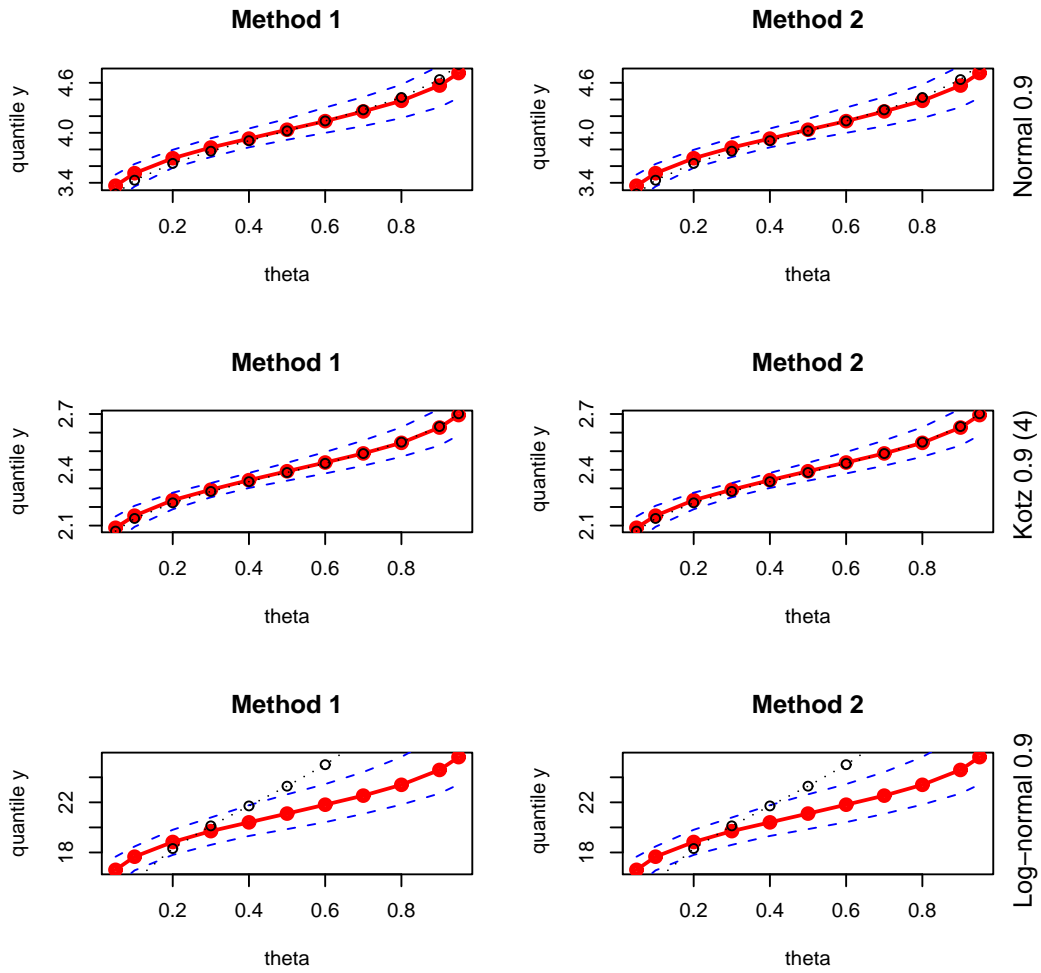 Method 1
Method 2
quantile y
3.4 4.0 4.6
0.2 0.4 0.6 0.8
theta
quantile y
3.4 4.0 4.6
0.2 0.4 0.6 0.8
theta
Normal 0.9
Method 1
Method 2
quantile y
2.1 2.4 2.7
0.2 0.4 0.6 0.8
theta
quantile y
2.1 2.4 2.7
0.2 0.4 0.6 0.8
theta
Kotz 0.9 (4)
Method 1
Method 2
quantile y
18 22
0.2 0.4 0.6 0.8
theta
quantile y
18 22
0.2 0.4 0.6 0.8
theta
Log−normal 0.9